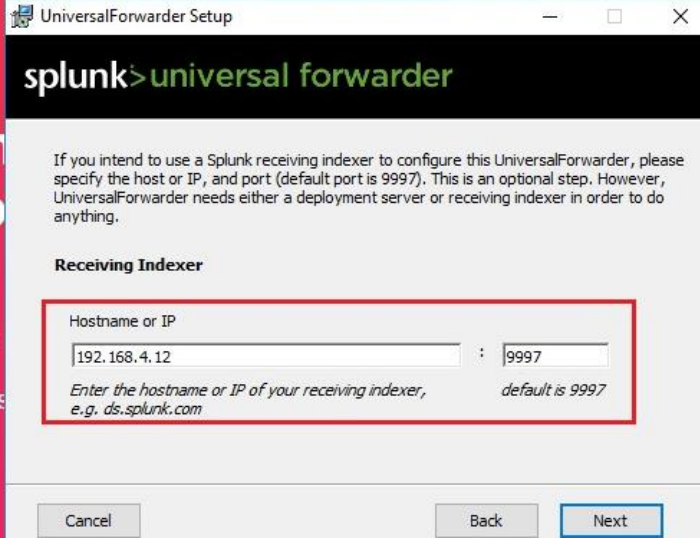 UniversalForwarder Setup
splunk>universal forwarder
If you intend to use a Splunk receiving indexer to configure this UniversalForwarder, please
specify the host or IP, and port (default port is 9997). This is an optional step. However,
UniversalForwarder needs either a deployment server or receiving indexer in order to do
anything.
Receiving Indexer
Hostname or IP
192.168.4.12 : 9997
Enter the hostname or IP of your receiving indexer, default is 9997
e.g. ds.splunk.com
Cancel Back Next